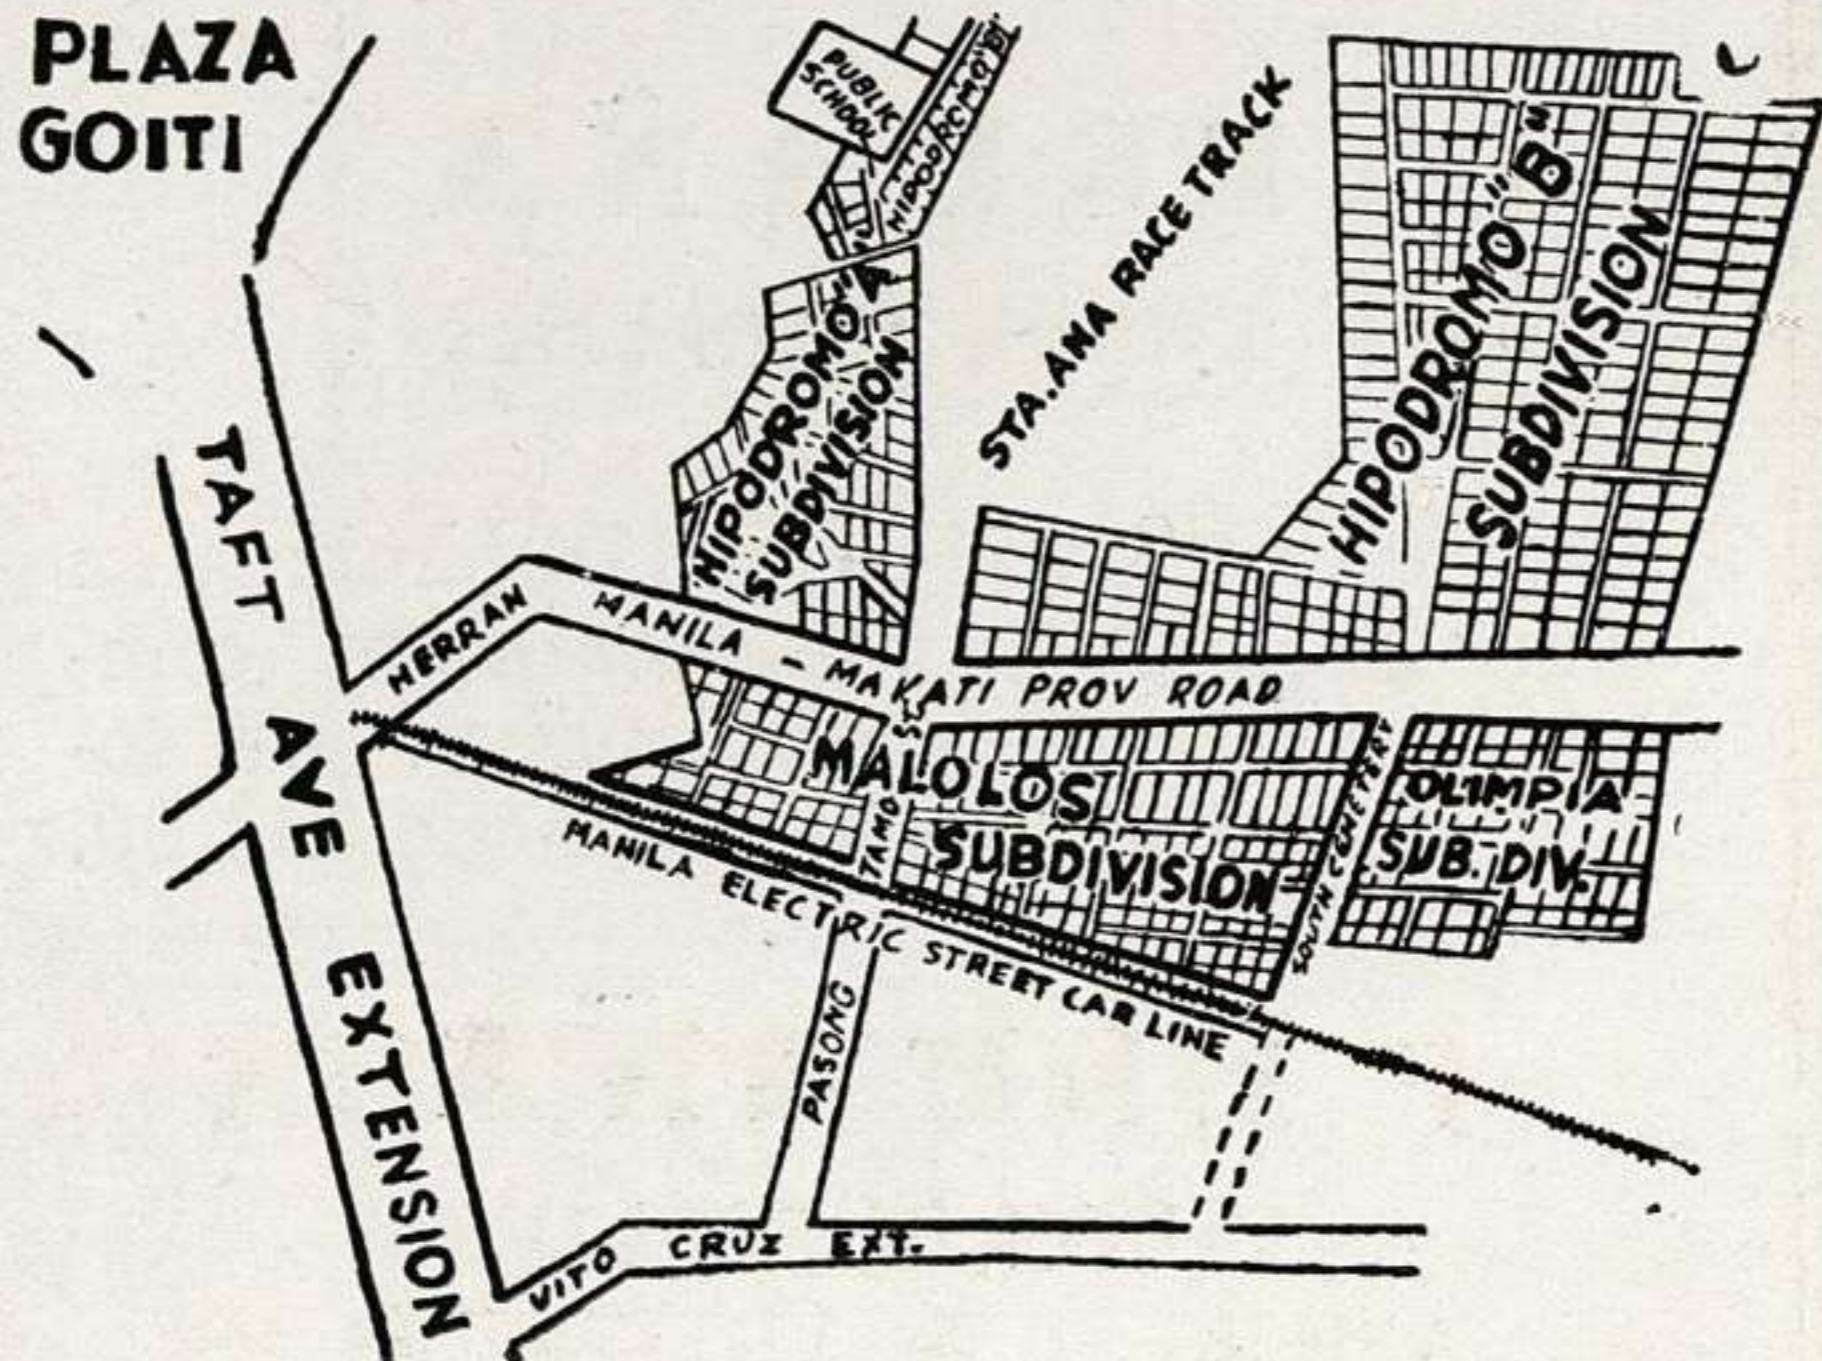 PLAZA
GOITI
PUBLIC
SCHOOL
HIPODROMO "B"
STA. ANA RACE TRACK
HIPODROMO "B"
SUBDIVISION
HIPODROMO "A"
SUBDIVISION
TAFT AVE EXTENSION
HERRAN
MANILA - MAKATI PROV ROAD
MALOLOS
SUBDIVISION
OLIMPIA
SUB. DIV.
SOUTH CEMETERY
PASONG TAMO ST.
MANILA ELECTRIC STREET CAR LINE
VITO CRUZ EXT.